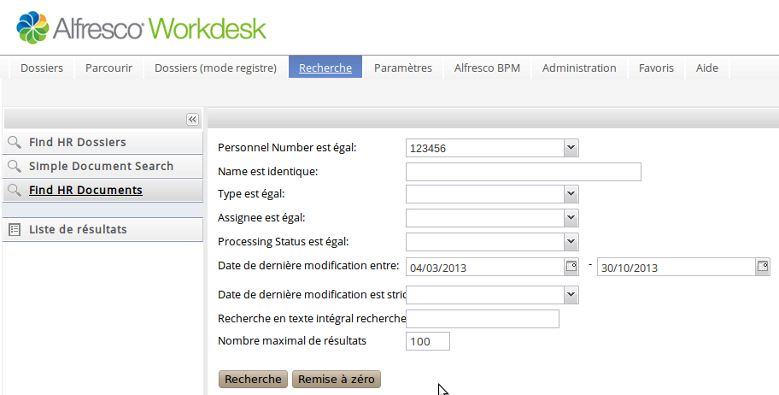 Alfresco Workdesk
Dossiers Parcourir Dossiers (mode registre) Recherche Paramètres Alfresco BPM Administration Favoris Aide
Find HR Dossiers
Simple Document Search
Find HR Documents
Liste de résultats
Personnel Number est égal: 123456
Name est identique:
Type est égal:
Assignee est égal:
Processing Status est égal:
Date de dernière modification entre: 04/03/2013 - 30/10/2013
Date de dernière modification est stric
Recherche en texte intégral recherche
Nombre maximal de résultats 100
Recherche Remise à zéro